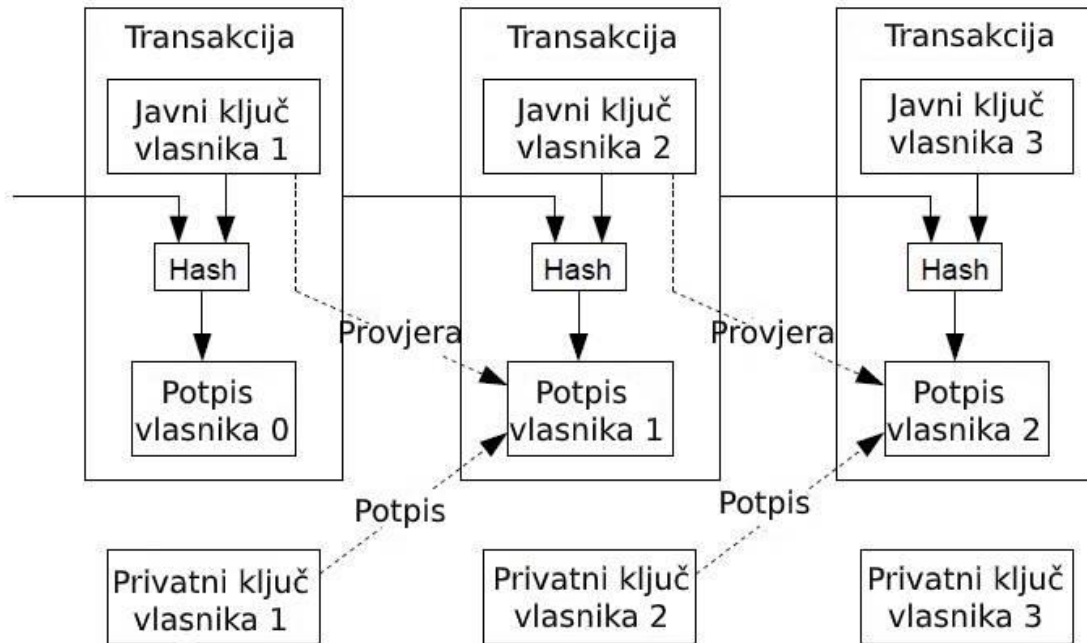 Transakcija
Javni ključ
vlasnika 1
Hash
Potpis
vlasnika 0
Transakcija
Javni ključ
vlasnika 2
Hash
Provjera
Potpis
vlasnika 1
Transakcija
Javni ključ
vlasnika 3
Hash
Provjera
Potpis
vlasnika 2
Potpis
Potpis
Privatni ključ
vlasnika 1
Privatni ključ
vlasnika 2
Privatni ključ
vlasnika 3